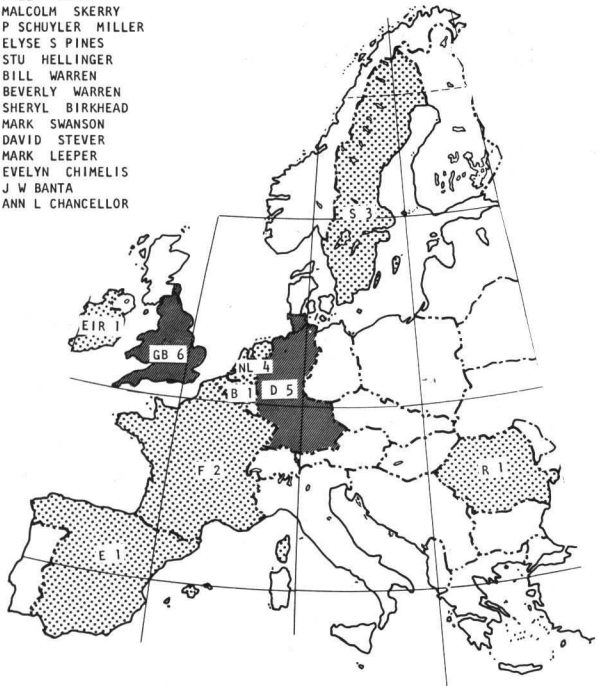 MALCOLM SKERRY
P SCHUYLER MILLER
ELYSE S PINES
STU HELLINGER
BILL WARREN
BEVERLY WARREN
SHERYL BIRKHEAD
MARK SWANSON
DAVID STEVER
MARK LEEPER
EVELYN CHIMELIS
J W BANTA
ANN L CHANCELLOR
S 3
EIR 1
GB 6
NL 4
B 1
D 5
F 2
R 1
E 1